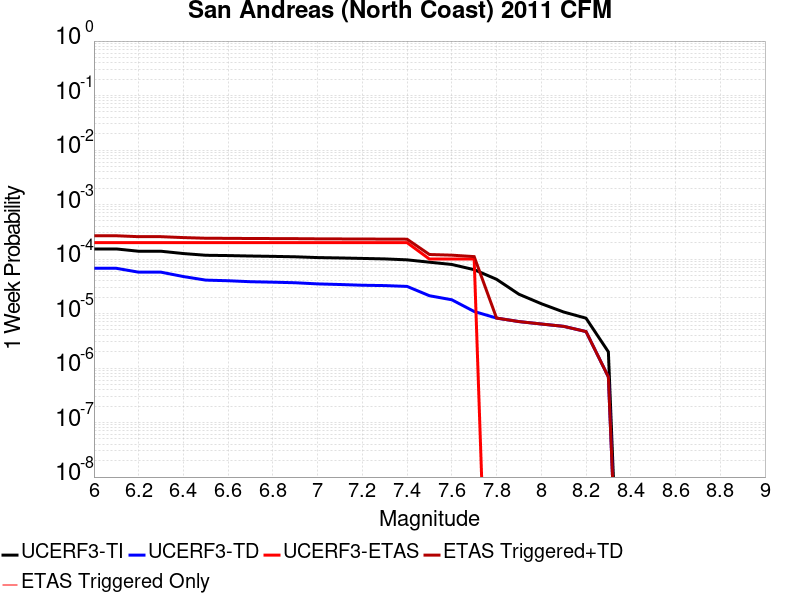 San Andreas (North Coast) 2011 CFM
10 0
10 -1
10 -2
10 -3
10 -4
10 -5
10 -6
10 -7
10 -8
1 Week Probability
6 6.2 6.4 6.6 6.8 7 7.2 7.4 7.6 7.8 8 8.2 8.4 8.6 8.8 9
Magnitude
UCERF3-TI UCERF3-TD UCERF3-ETAS ETAS Triggered+TD
ETAS Triggered Only